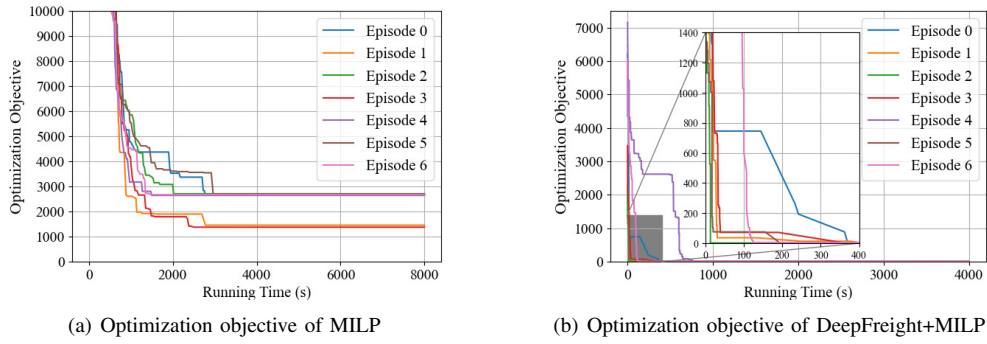 10000
9000
8000
7000
6000
5000
4000
3000
2000
1000
0
Optimization Objective
0
2000
4000
6000
8000
Running Time (s)
Episode 0
Episode 1
Episode 2
Episode 3
Episode 4
Episode 5
Episode 6
(a) Optimization objective of MILP
7000
6000
5000
4000
3000
2000
1000
0
Optimization Objective
0
1000
2000
3000
4000
Running Time (s)
1400
1200
1000
800
600
400
200
0
0
100
200
300
400
Episode 0
Episode 1
Episode 2
Episode 3
Episode 4
Episode 5
Episode 6
(b) Optimization objective of DeepFreight+MILP